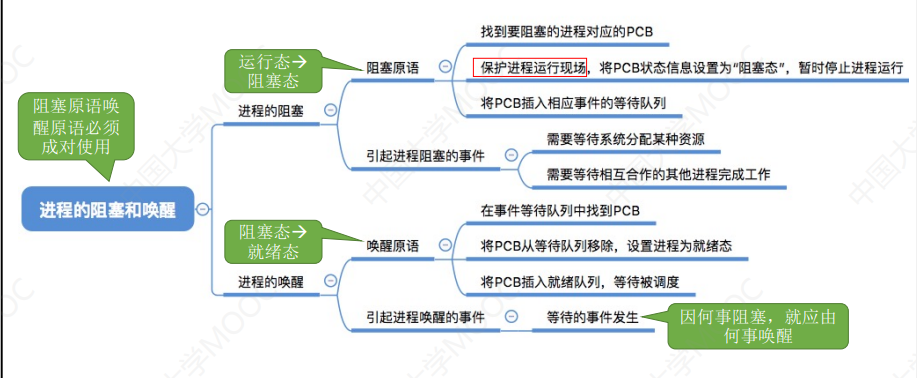 找到要阻塞的进程对应的PCB
运行态→
阻塞态
阻塞原语
保护进程运行现场，将PCB状态信息设置为“阻塞态”，暂时停止进程运行
将PCB插入相应事件的等待队列
进程的阻塞
阻塞原语唤
醒原语必须
成对使用
引起进程阻塞的事件
需要等待系统分配某种资源
需要等待相互合作的其他进程完成工作
进程的阻塞和唤醒
在事件等待队列中找到PCB
阻塞态→
就绪态
唤醒原语
将PCB从等待队列移除，设置进程为就绪态
进程的唤醒
将PCB插入就绪队列，等待被调度
引起进程唤醒的事件
等待的事件发生
因何事阻塞，就应由
何事唤醒
中国大学MOOC